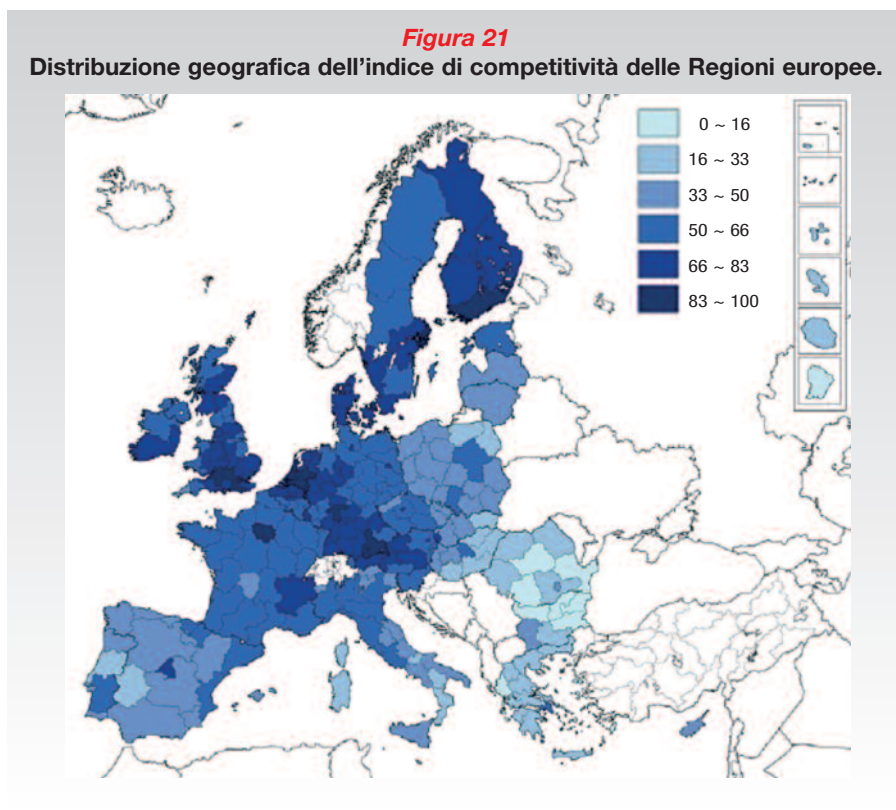 Figura 21
Distribuzione geografica dell'indice di competitività delle Regioni europee.
0 ~ 16
16 ~ 33
33 ~ 50
50 ~ 66
66 ~ 83
83 ~ 100